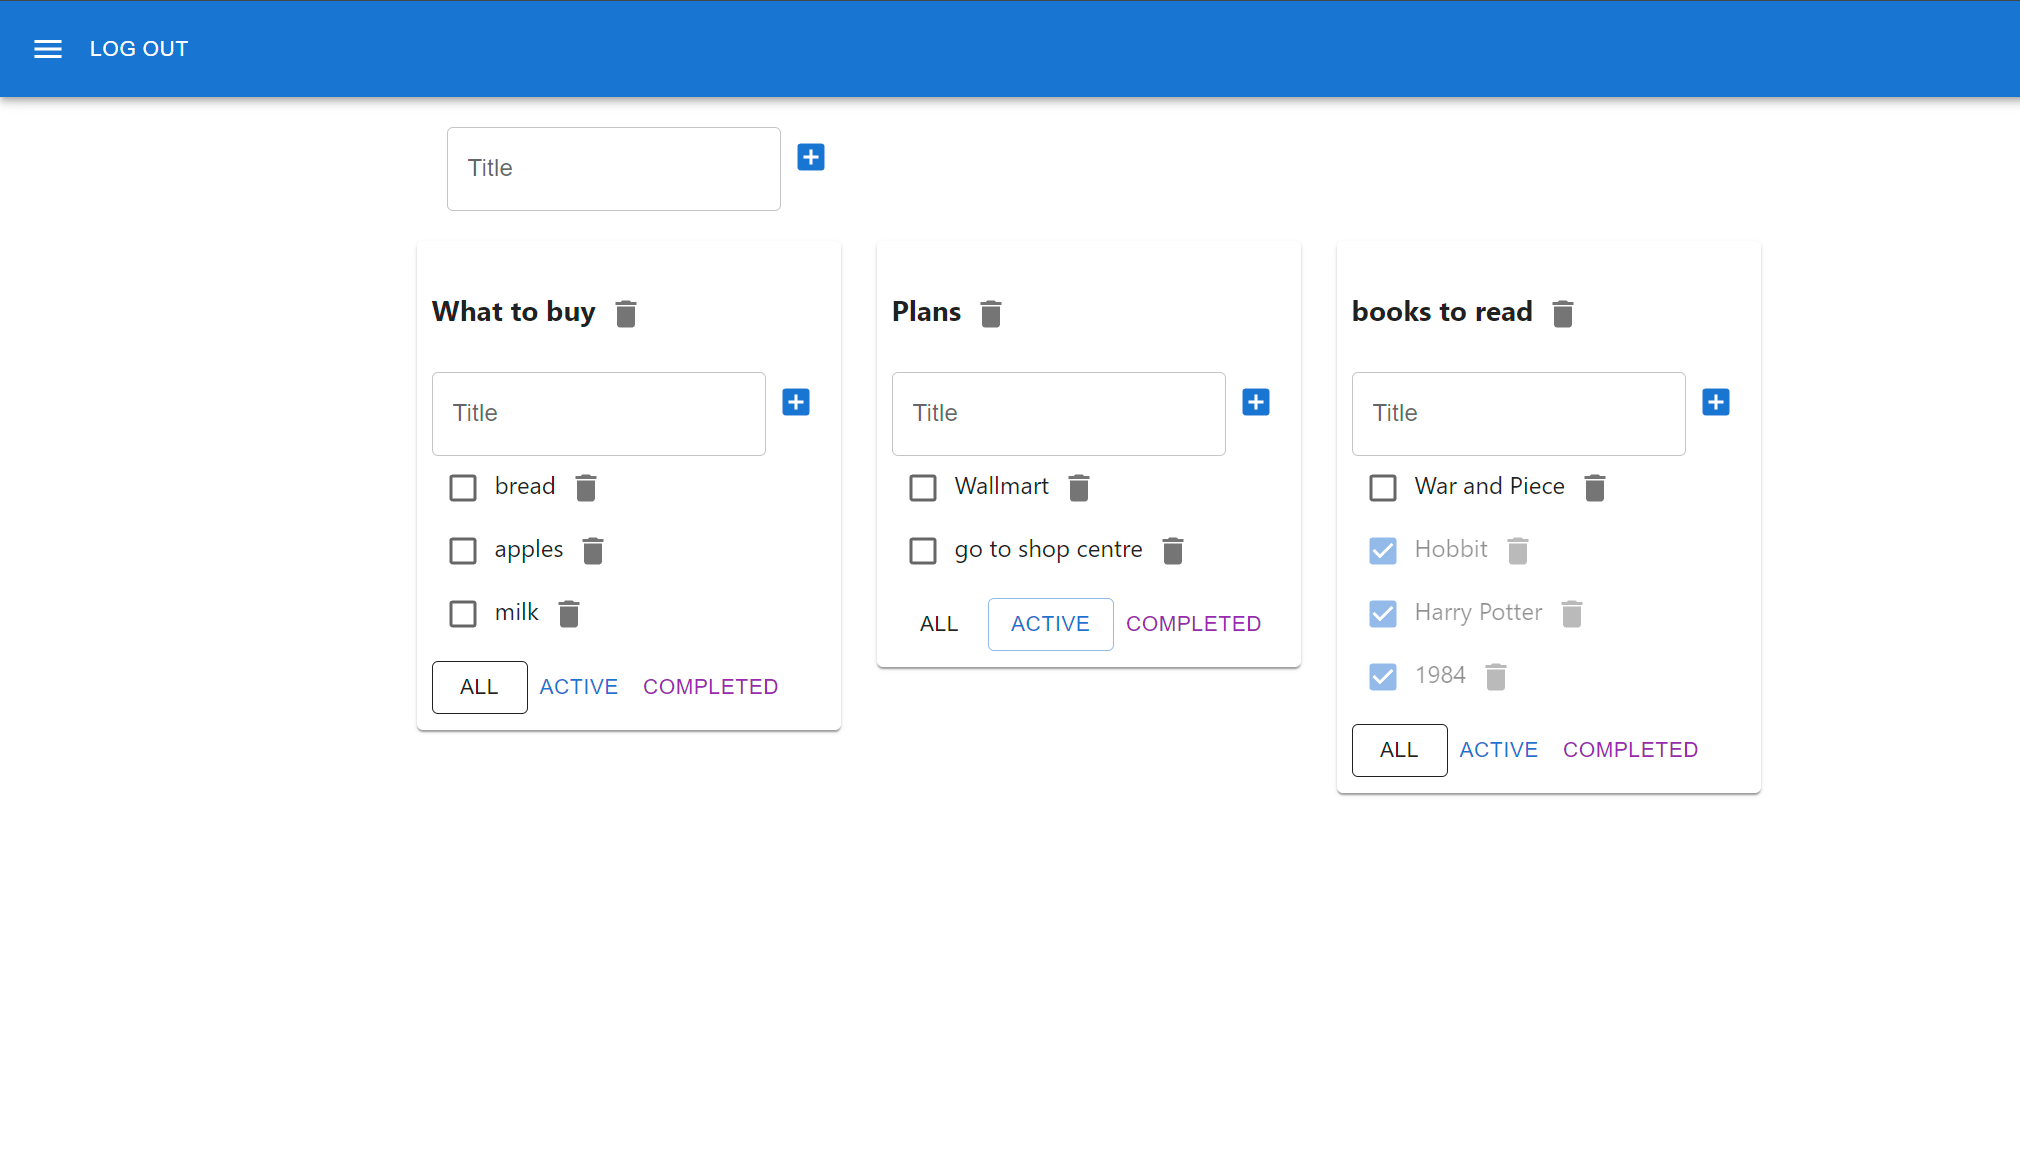 LOG OUT
Title
What to buy
Title
bread
apples
milk
ALL ACTIVE COMPLETED
Plans
Title
Wallmart
go to shop centre
ALL ACTIVE COMPLETED
books to read
Title
War and Piece
Hobbit
Harry Potter
1984
ALL ACTIVE COMPLETED